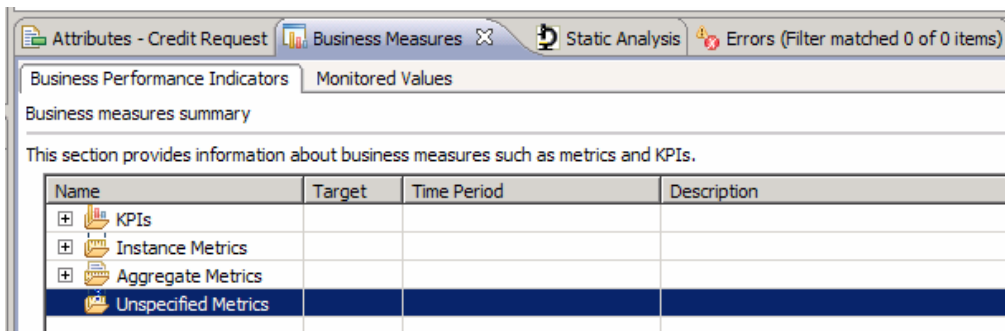 Attributes - Credit Request Business Measures Static Analysis Errors (Filter matched 0 of 0 items)
Business Performance Indicators Monitored Values
Business measures summary
This section provides information about business measures such as metrics and KPIs.
Name Target Time Period Description
KPIs
Instance Metrics
Aggregate Metrics
Unspecified Metrics